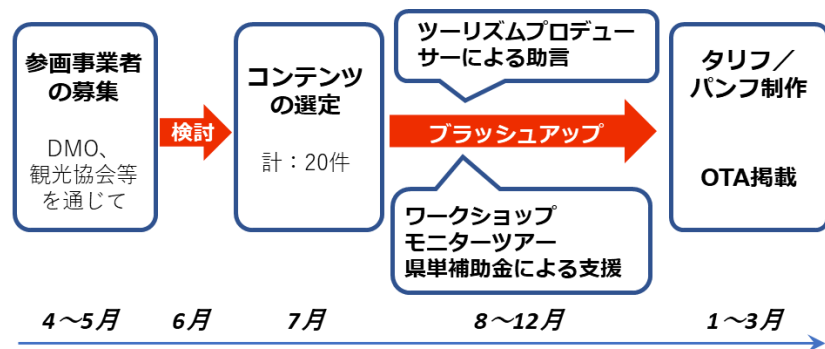 参画事業者
の募集
DMO、
観光協会等
を通じて
検討
コンテンツ
の選定
計：20件
ツーリズムプロデュー
サーによる助言
ブラッシュアップ
ワークショップ
モニターツアー
県単補助金による支援
タリフ／
パンフ制作
OTA掲載
4～5月
6月
7月
8～12月
1～3月